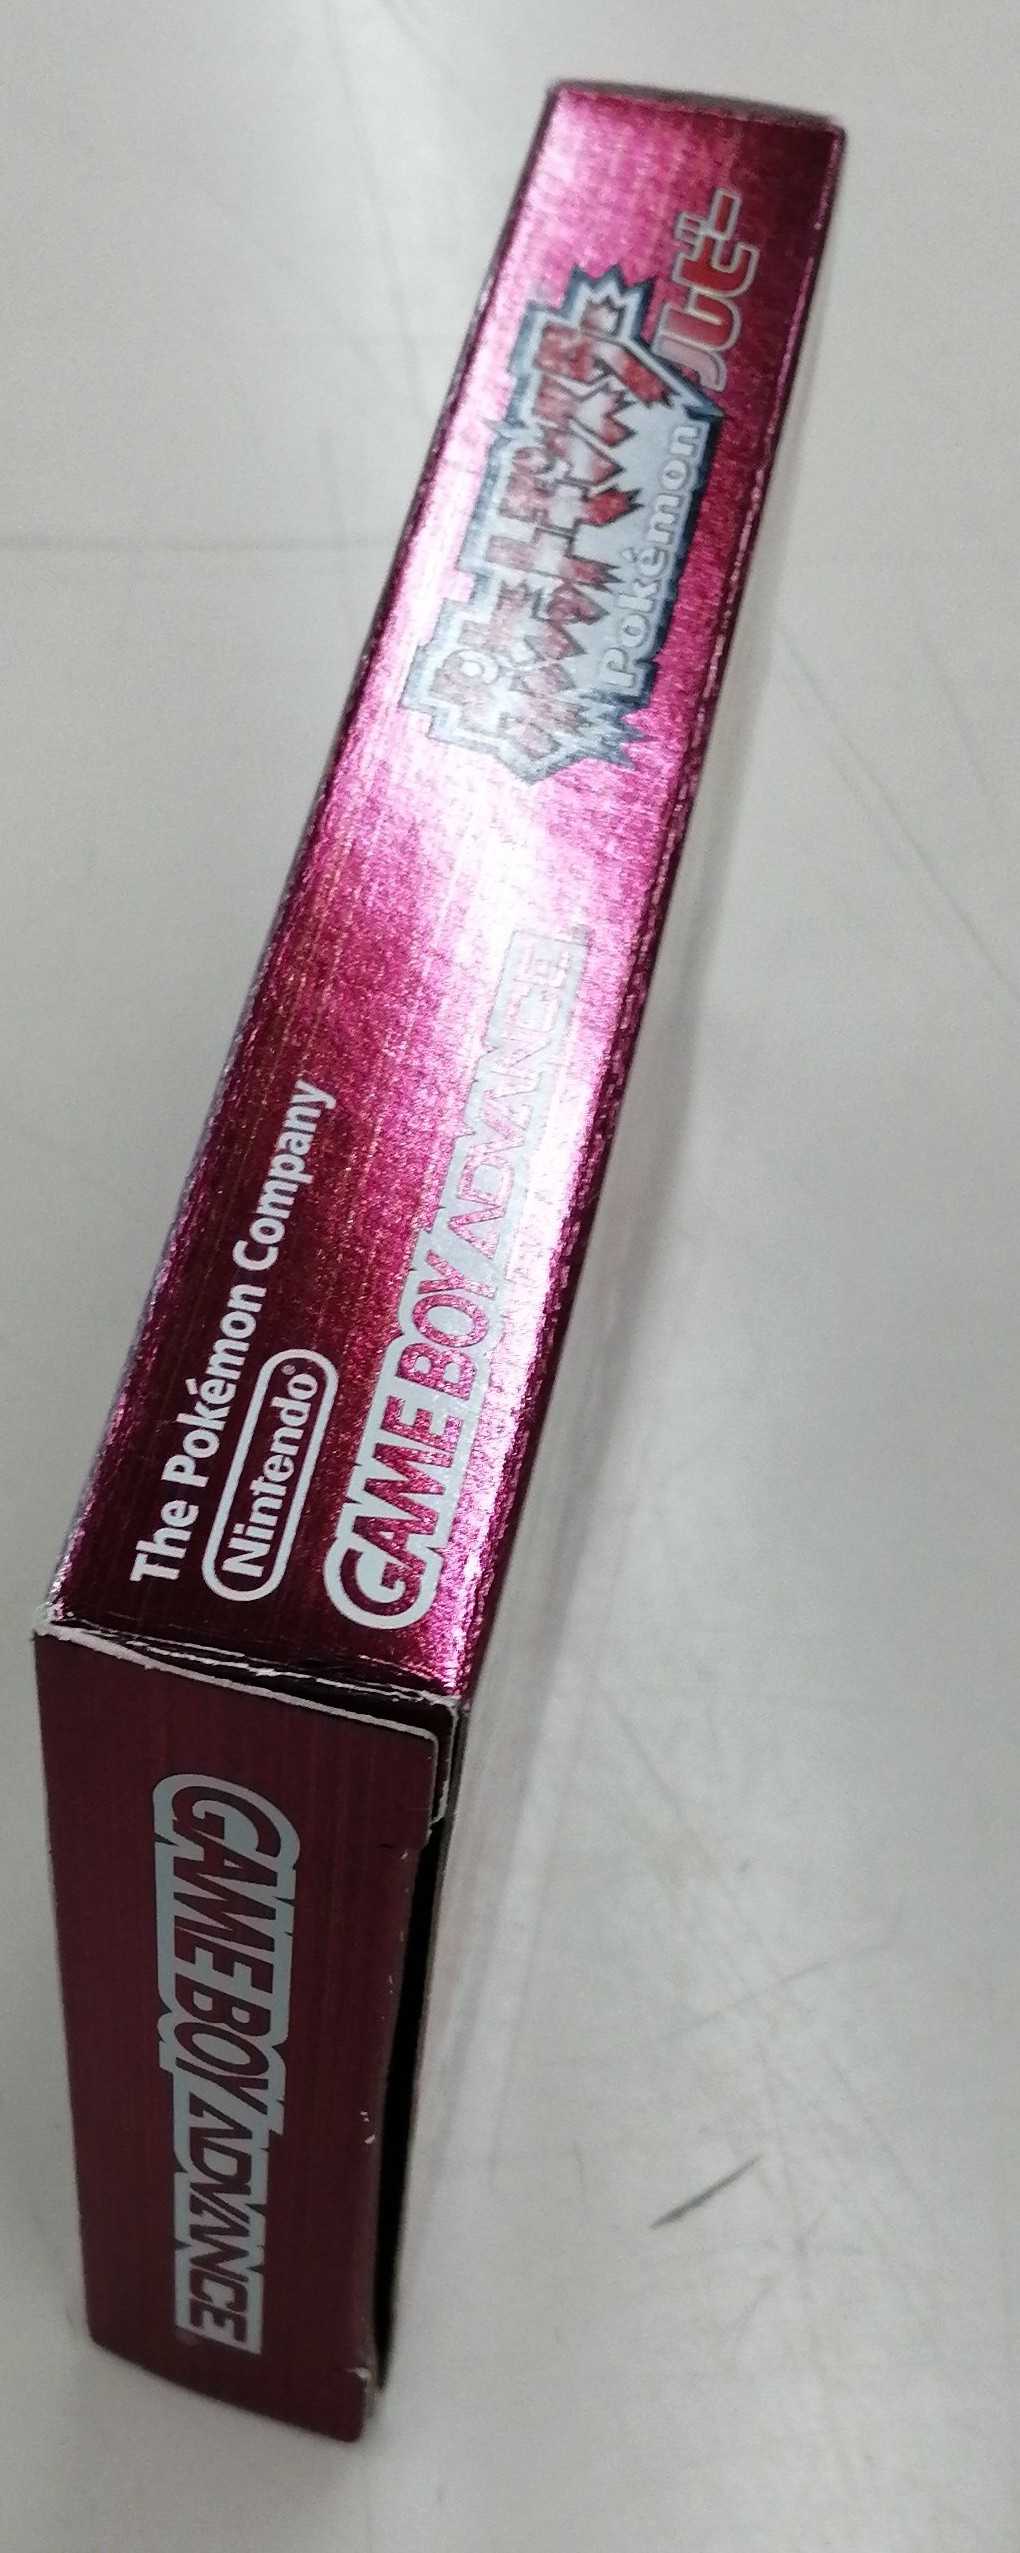 ポケットモンスター
Pokémon
ルビー
The Pokémon Company
Nintendo®
GAME BOY ADVANCE
GAME BOY ADVANCE